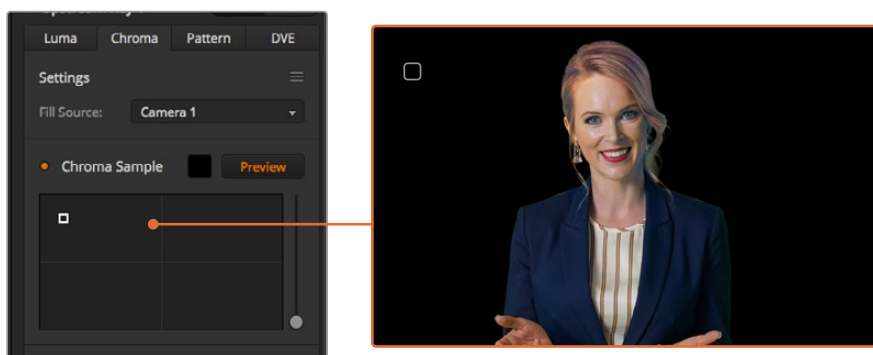 Luma Chroma Pattern DVE
Settings
Fill Source: Camera 1
Chroma Sample Preview